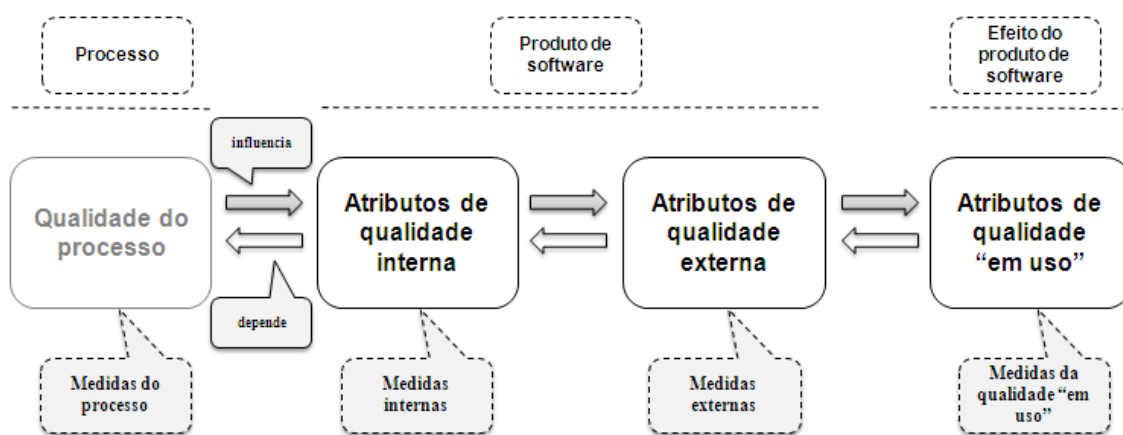 Processo
Produto de
software
Efeito do
produto de
software
influencia
Qualidade do
processo
Atributos de
qualidade
interna
Atributos de
qualidade
externa
Atributos de
qualidade
“em uso”
depende
Medidas do
processo
Medidas
internas
Medidas
externas
Medidas da
qualidade “em
uso”